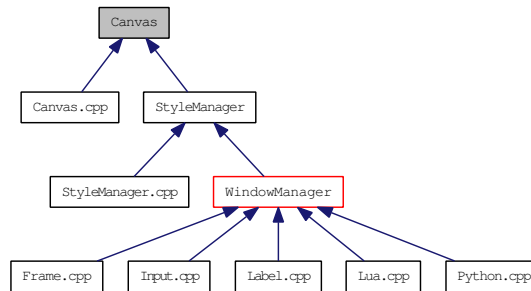 Canvas
Canvas.cpp
StyleManager
StyleManager.cpp
WindowManager
Frame.cpp
Input.cpp
Label.cpp
Lua.cpp
Python.cpp